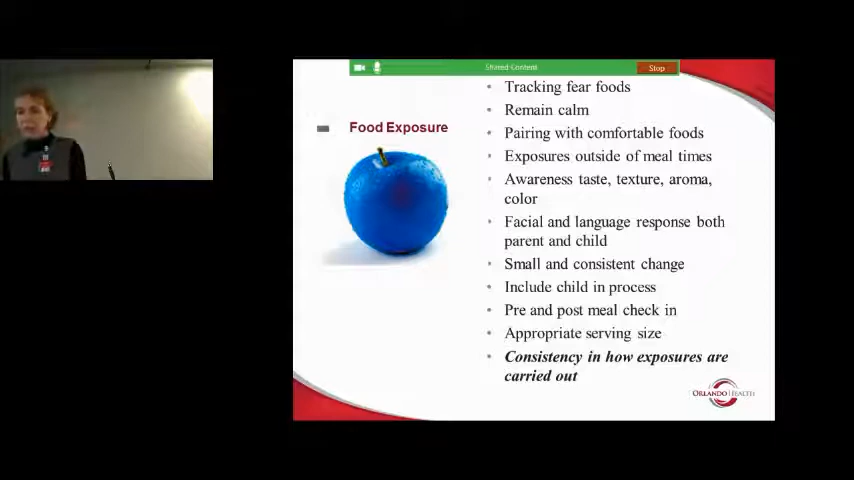 Shared Content
Stop
Food Exposure
Tracking fear foods
Remain calm
Pairing with comfortable foods
Exposures outside of meal times
Awareness taste, texture, aroma,
color
Facial and language response both
parent and child
Small and consistent change
Include child in process
Pre and post meal check in
Appropriate serving size
Consistency in how exposures are
carried out
ORLANDO HEALTH